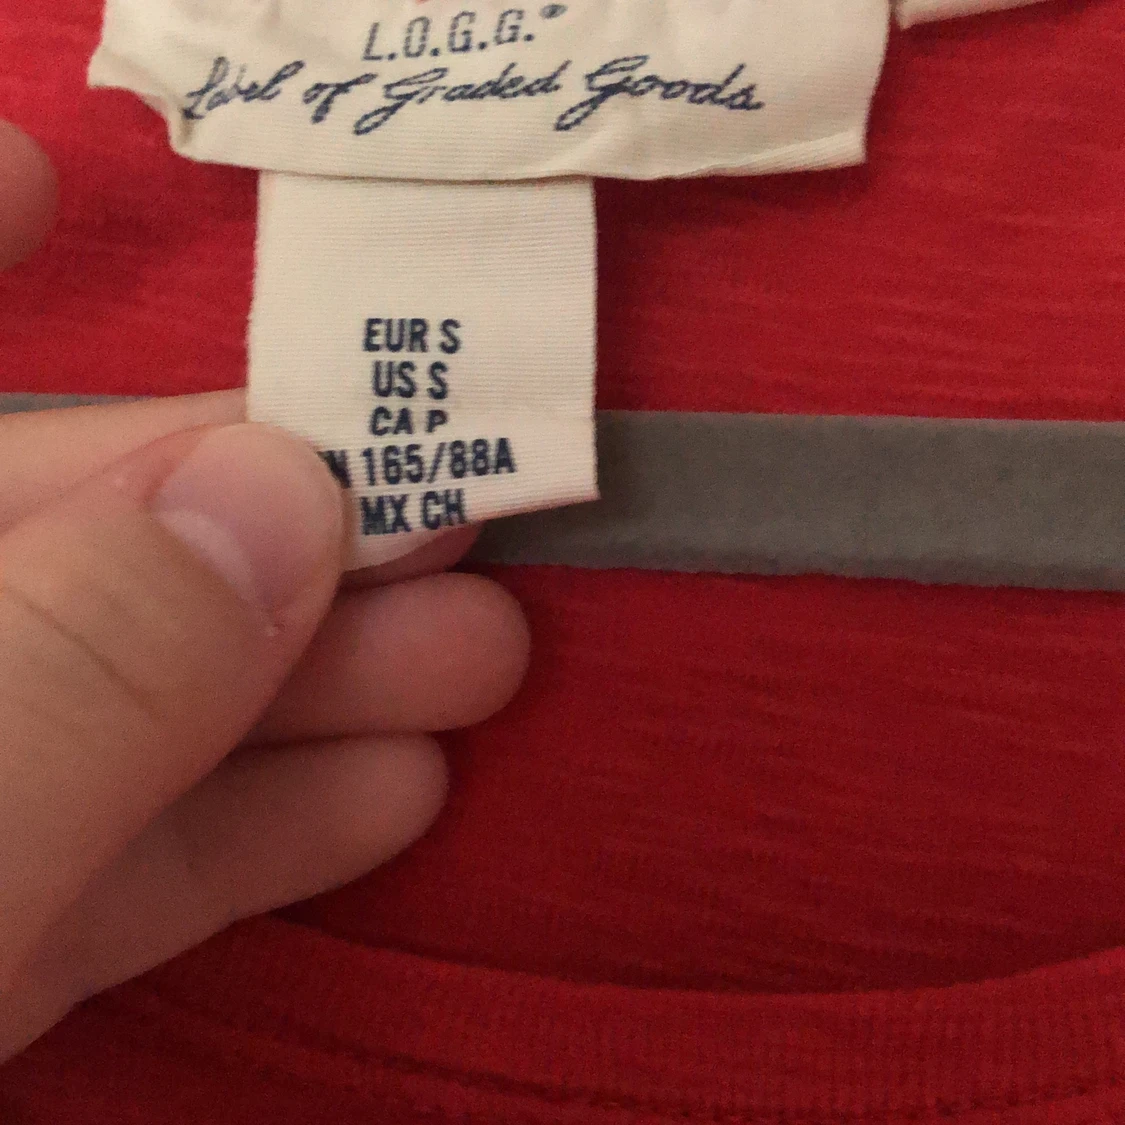 L.O.G.G.®
Label of Graded Goods
EUR S
US S
CA P
165/88A
MX CH